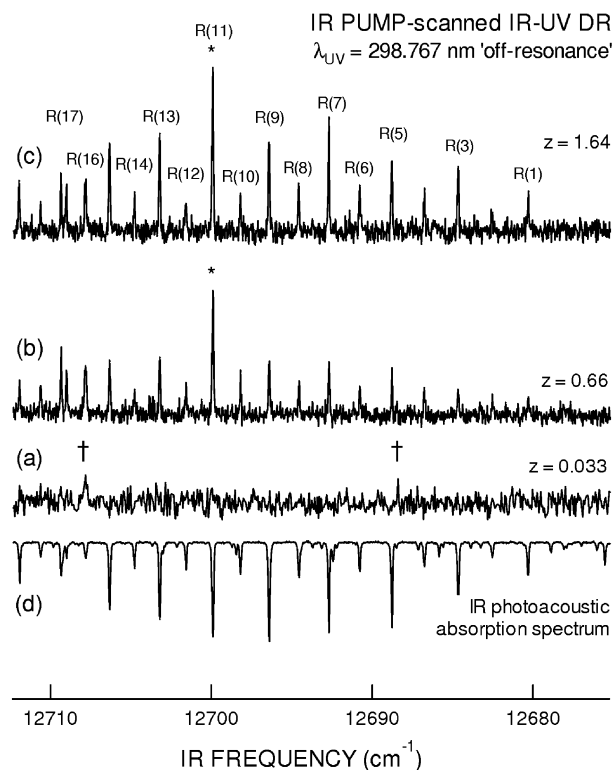 IR PUMP-scanned IR-UV DR
λUV = 298.767 nm 'off-resonance'
R(11)
*
R(17)
R(16)
R(14)
R(13)
R(12)
R(10)
R(9)
R(8)
R(7)
R(6)
R(5)
R(3)
R(1)
(c)
z = 1.64
*
(b)
z = 0.66
(a)
†
†
z = 0.033
(d)
IR photoacoustic
absorption spectrum
12710
12700
12690
12680
IR FREQUENCY (cm⁻¹)